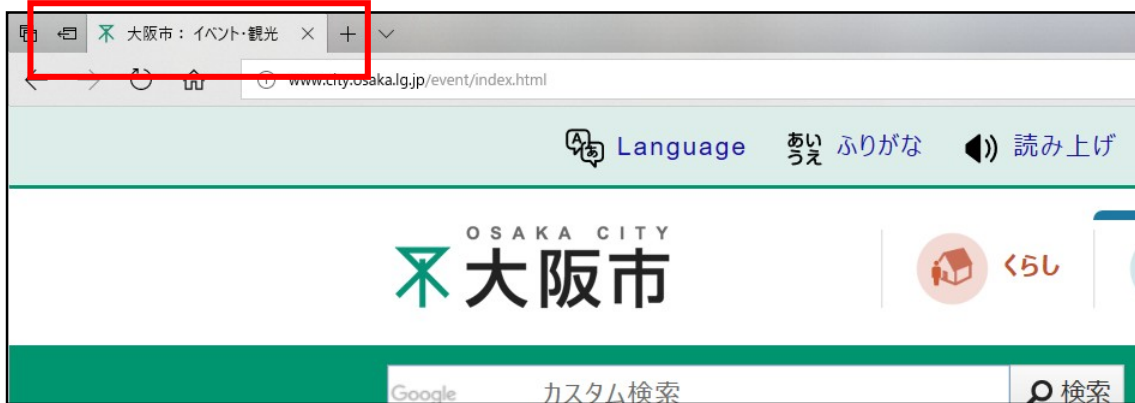 大阪市：イベント・観光
www.city.osaka.lg.jp/event/index.html
Language
あいうえ ふりがな
読み上げ
OSAKA CITY
大阪市
くらし
Google カスタム検索
検索